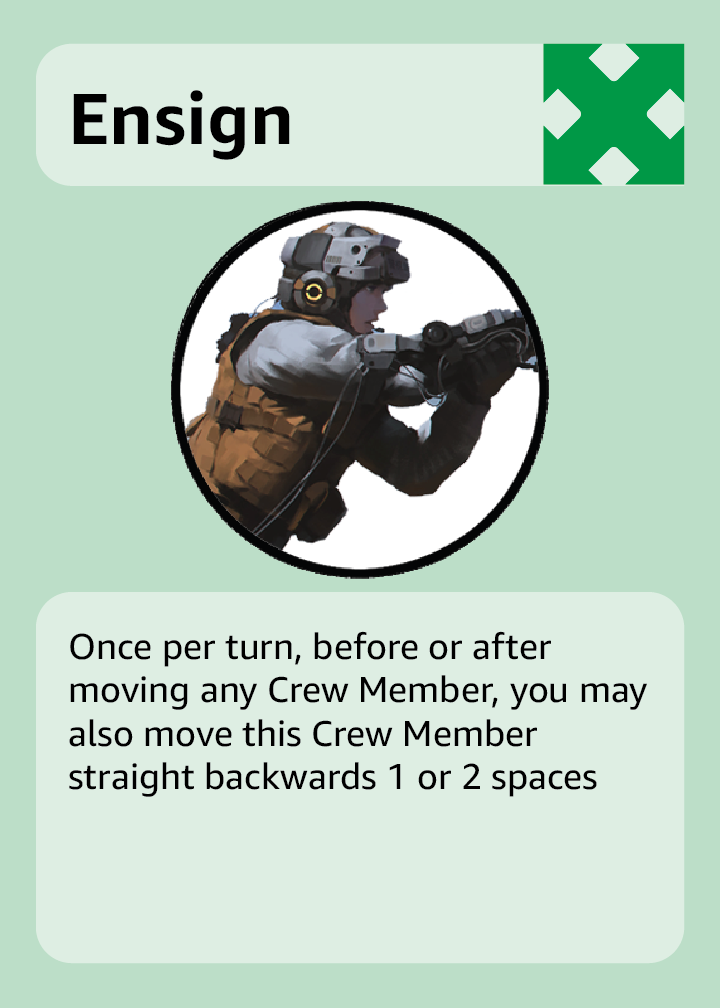 Ensign
Once per turn, before or after
moving any Crew Member, you may
also move this Crew Member
straight backwards 1 or 2 spaces